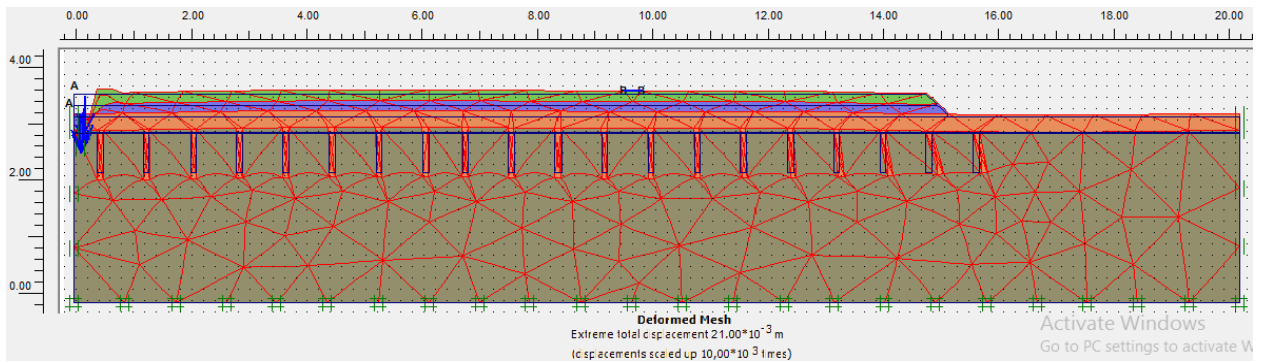 0.00 2.00 4.00 6.00 8.00 10.00 12.00 14.00 16.00 18.00 20.00
4.00
A
A
B B
2.00
0.00
Deformed Mesh
Extreme total displacement 21.00*10-3 m
(displacements scaled up 10,00*10 3 times)
Activate Windows
Go to PC settings to activate W